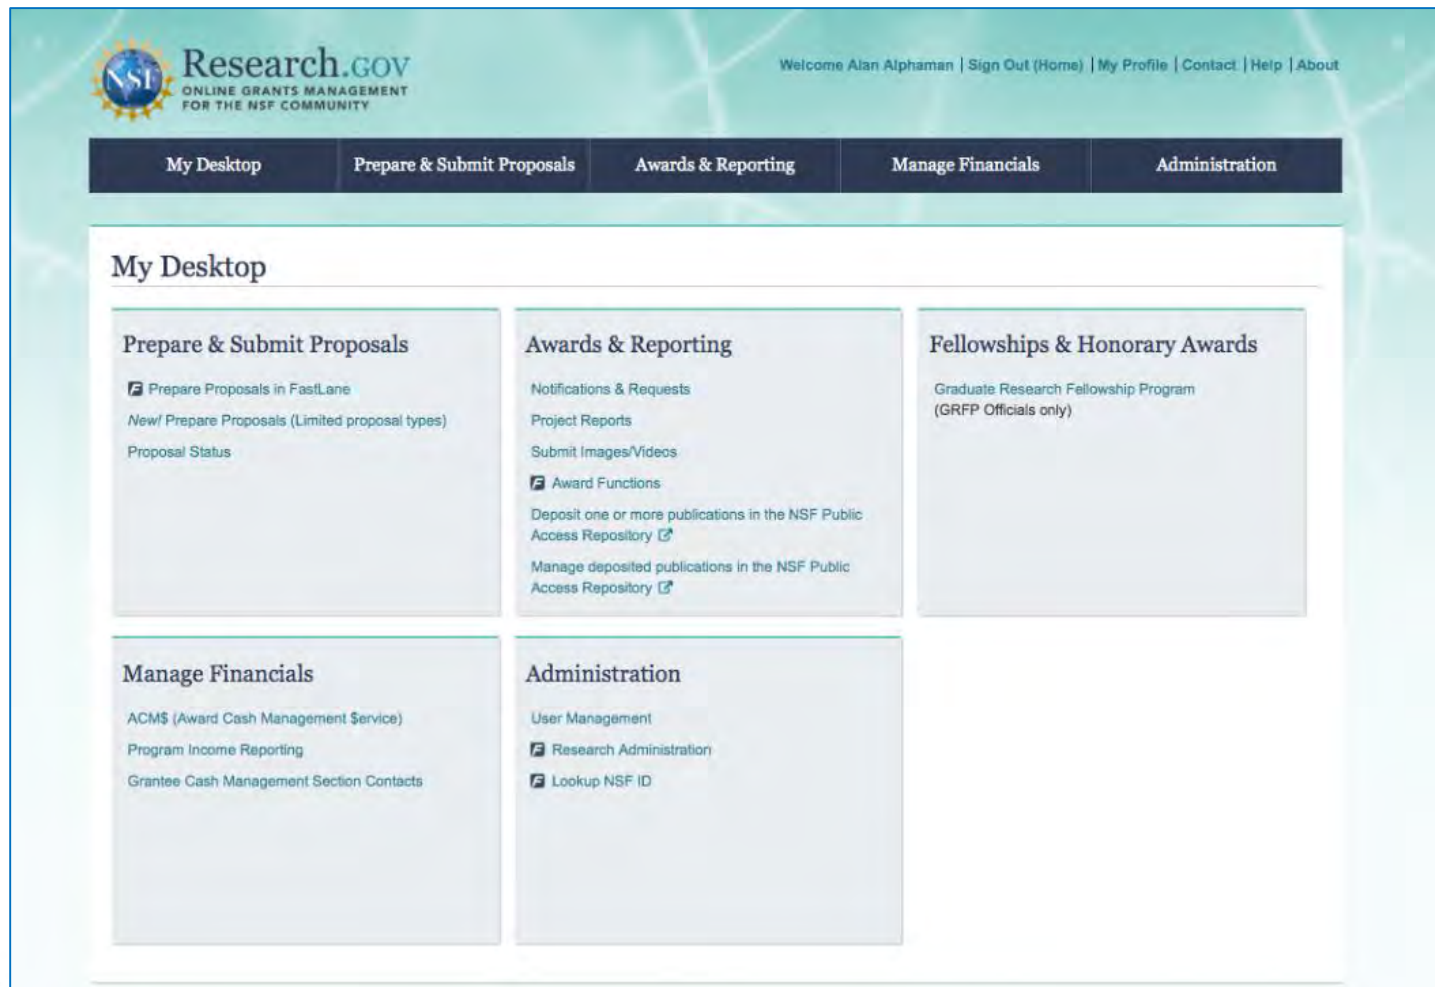 NSF
Research.GOV
ONLINE GRANTS MANAGEMENT
FOR THE NSF COMMUNITY
Welcome Alan Alphaman | Sign Out (Home) | My Profile | Contact | Help | About
My Desktop
Prepare & Submit Proposals
Awards & Reporting
Manage Financials
Administration
My Desktop
Prepare & Submit Proposals
F Prepare Proposals in FastLane
New! Prepare Proposals (Limited proposal types)
Proposal Status
Awards & Reporting
Notifications & Requests
Project Reports
Submit Images/Videos
F Award Functions
Deposit one or more publications in the NSF Public
Access Repository
Manage deposited publications in the NSF Public
Access Repository
Fellowships & Honorary Awards
Graduate Research Fellowship Program
(GRFP Officials only)
Manage Financials
ACM$ (Award Cash Management $ervice)
Program Income Reporting
Grantee Cash Management Section Contacts
Administration
User Management
F Research Administration
F Lookup NSF ID